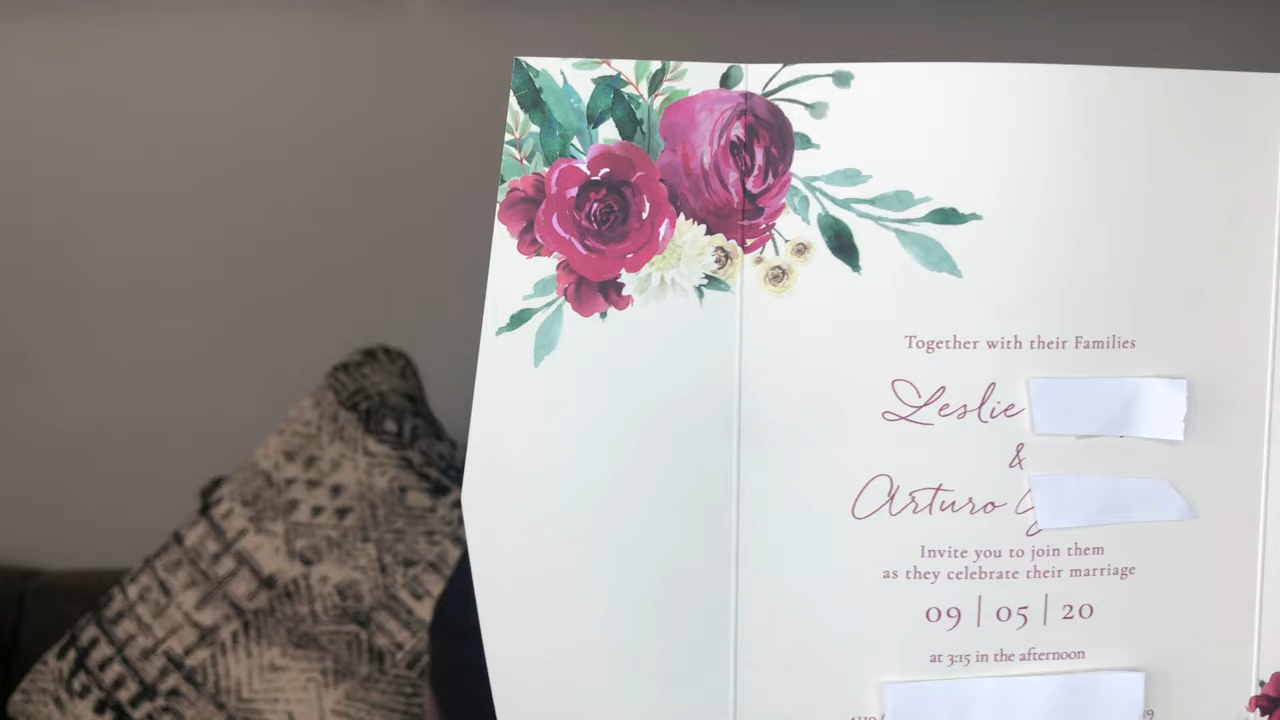 Together with their Families
Leslie
&
Arturo
Invite you to join them
as they celebrate their marriage
09 | 05 | 20
at 3:15 in the afternoon